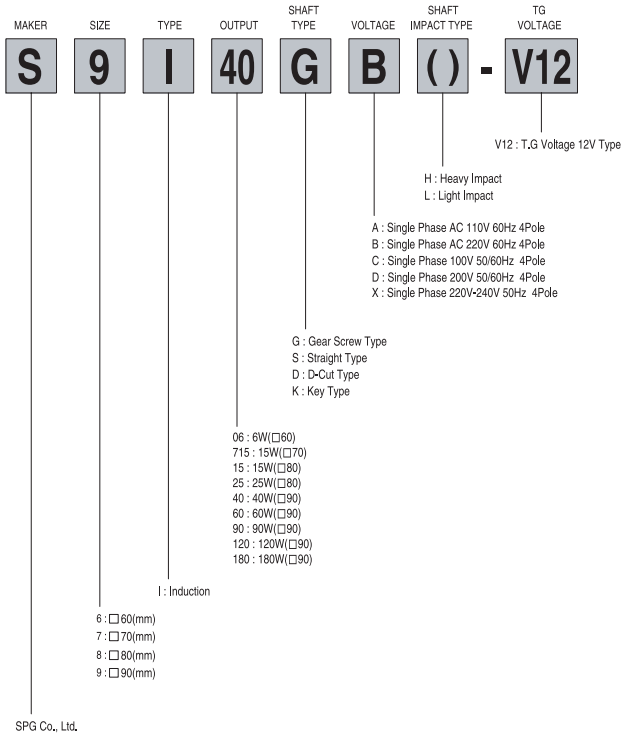 MAKER SIZE TYPE OUTPUT SHAFT TYPE VOLTAGE SHAFT IMPACT TYPE TG VOLTAGE
S 9 I 40 G B ( ) - V12
V12 : T.G Voltage 12V Type
H : Heavy Impact
L : Light Impact
A : Single Phase AC 110V 60Hz 4Pole
B : Single Phase AC 220V 60Hz 4Pole
C : Single Phase 100V 50/60Hz 4Pole
D : Single Phase 200V 50/60Hz 4Pole
X : Single Phase 220V-240V 50Hz 4Pole
G : Gear Screw Type
S : Straight Type
D : D-Cut Type
K : Key Type
06 : 6W(□60)
715 : 15W(□70)
15 : 15W(□80)
25 : 25W(□80)
40 : 40W(□90)
60 : 60W(□90)
90 : 90W(□90)
120 : 120W(□90)
180 : 180W(□90)
I : Induction
6 : □ 60(mm)
7 : □ 70(mm)
8 : □ 80(mm)
9 : □ 90(mm)
SPG Co., Ltd.